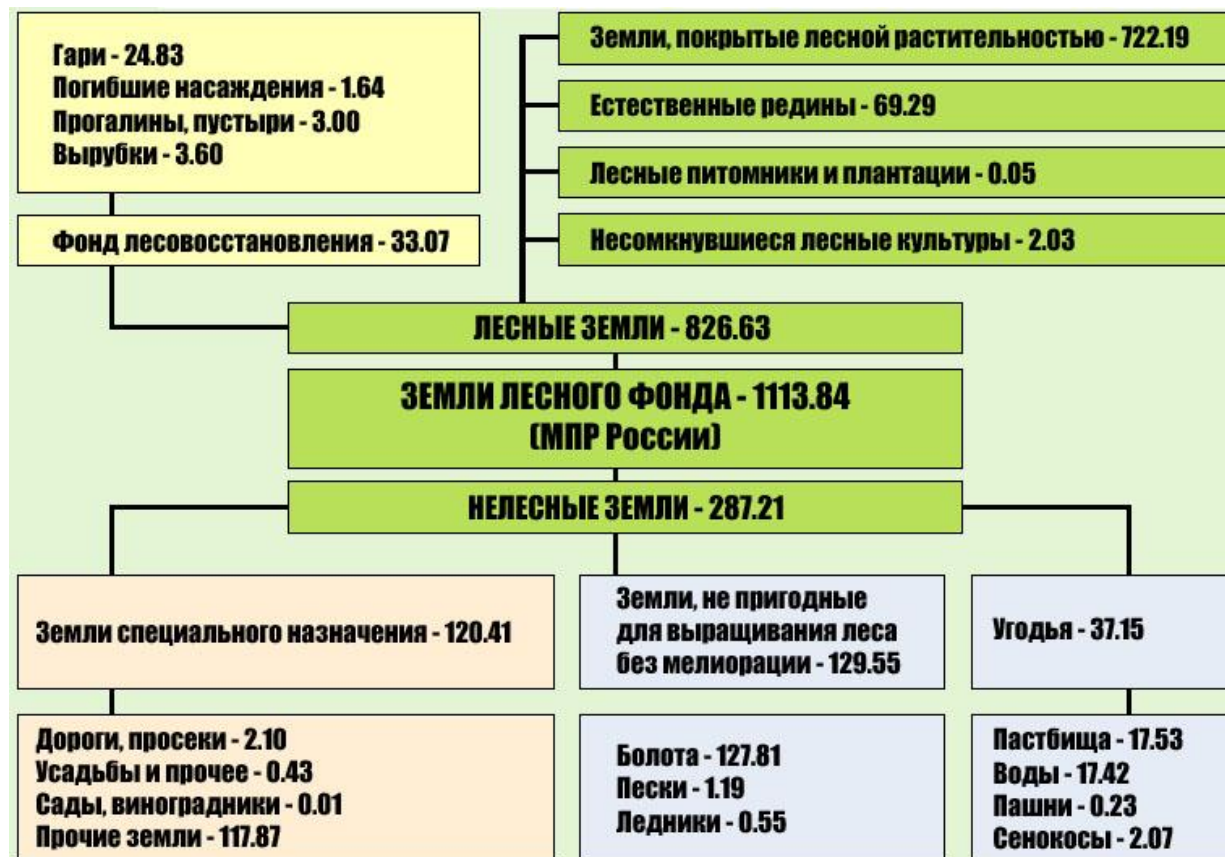 Гари - 24.83
Погибшие насаждения - 1.64
Прогалины, пустыри - 3.00
Вырубки - 3.60
Фонд лесовосстановления - 33.07
Земли, покрытые лесной растительностью - 722.19
Естественные редины - 69.29
Лесные питомники и плантации - 0.05
Несомкнувшиеся лесные культуры - 2.03
ЛЕСНЫЕ ЗЕМЛИ - 826.63
ЗЕМЛИ ЛЕСНОГО ФОНДА - 1113.84
(МПР России)
НЕЛЕСНЫЕ ЗЕМЛИ - 287.21
Земли специального назначения - 120.41
Дороги, просеки - 2.10
Усадьбы и прочее - 0.43
Сады, виноградники - 0.01
Прочие земли - 117.87
Земли, не пригодные
для выращивания леса
без мелиорации - 129.55
Болота - 127.81
Пески - 1.19
Ледники - 0.55
Угодья - 37.15
Пастбища - 17.53
Воды - 17.42
Пашни - 0.23
Сенокосы - 2.07